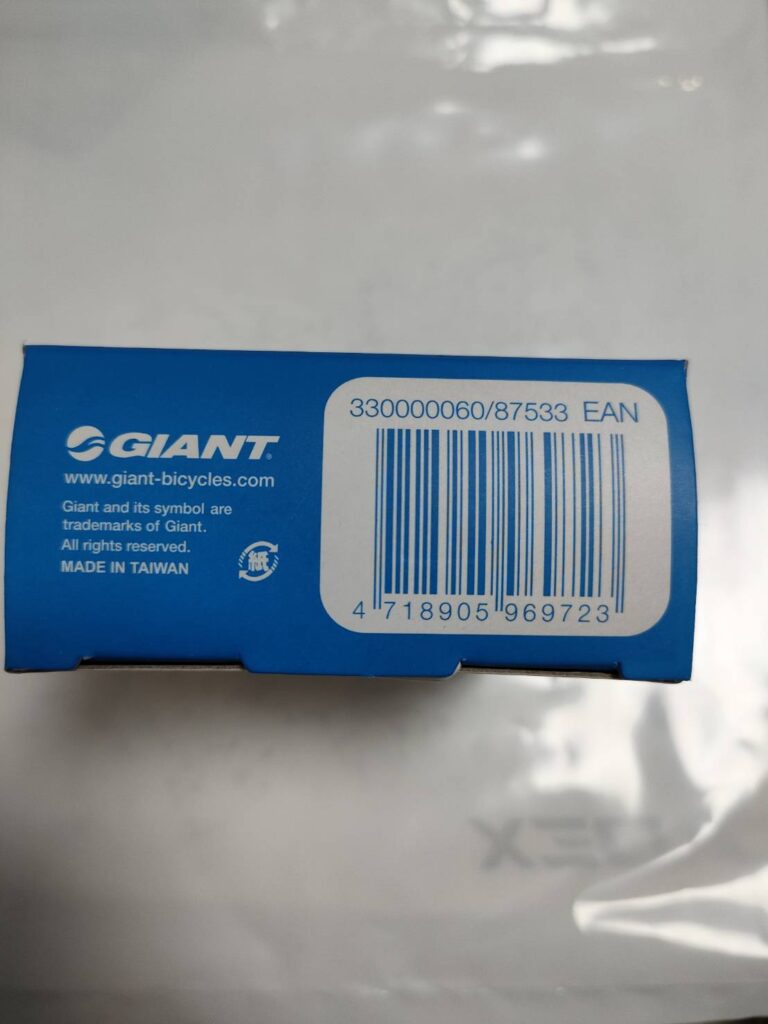 GIANT
www.giant-bicycles.com
Giant and its symbol are
trademarks of Giant.
All rights reserved.
MADE IN TAIWAN
紙
330000060/87533 EAN
4 718905 969723